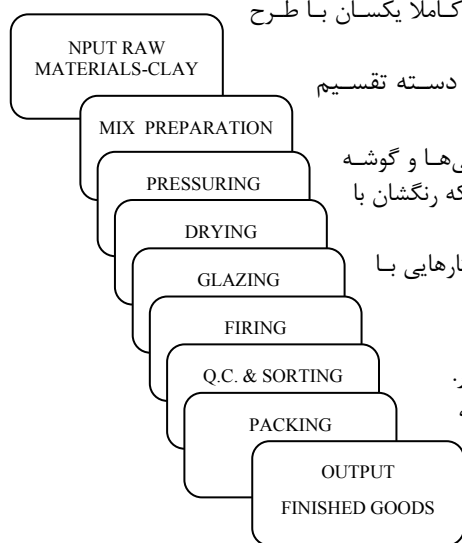 کاملا یکسان با طرح
دسته تقسیم
ی‌ها و گوشه
که رنگشان با
کارهایی با
ر.
،
NPUT RAW
MATERIALS-CLAY
MIX PREPARATION
PRESSURING
DRYING
GLAZING
FIRING
Q.C. & SORTING
PACKING
OUTPUT
FINISHED GOODS